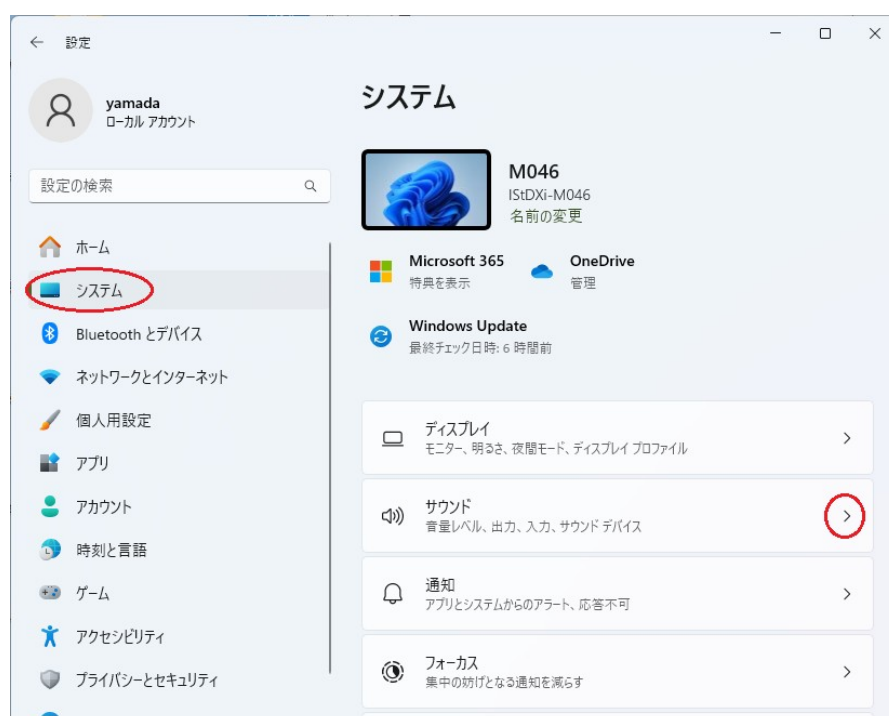 設定
yamada
ローカル アカウント
設定の検索
ホーム
システム
Bluetooth とデバイス
ネットワークとインターネット
個人用設定
アプリ
アカウント
時刻と言語
ゲーム
アクセシビリティ
プライバシーとセキュリティ
システム
M046
IStDXi-M046
名前の変更
Microsoft 365
特典を表示
OneDrive
管理
Windows Update
最終チェック日時: 6 時間前
ディスプレイ
モニター、明るさ、夜間モード、ディスプレイ プロファイル
サウンド
音量レベル、出力、入力、サウンド デバイス
通知
アプリとシステムからのアラート、応答不可
フォーカス
集中の妨げとなる通知を減らす